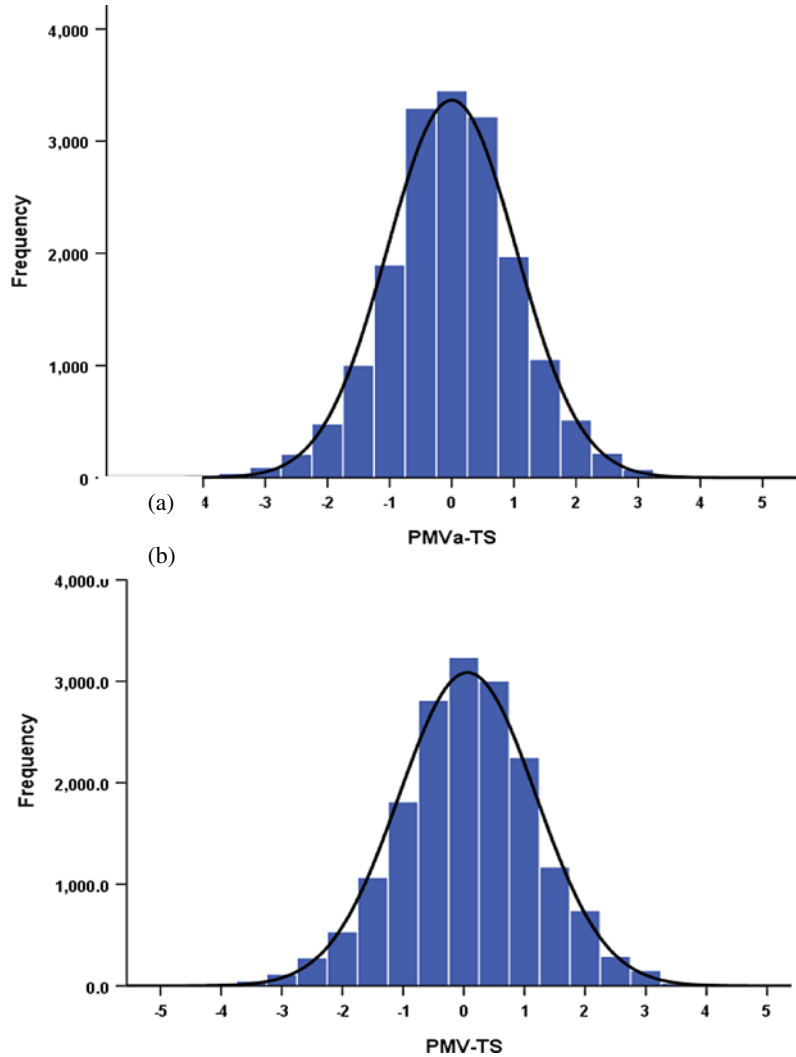 4,000
3,000
2,000
1,000
0
Frequency
4 -3 -2 -1 0 1 2 3 4 5
(a)
PMVa-TS
(b)
4,000.0
3,000.0
2,000.0
1,000.0
0.0
Frequency
-5 -4 -3 -2 -1 0 1 2 3 4 5
PMV-TS